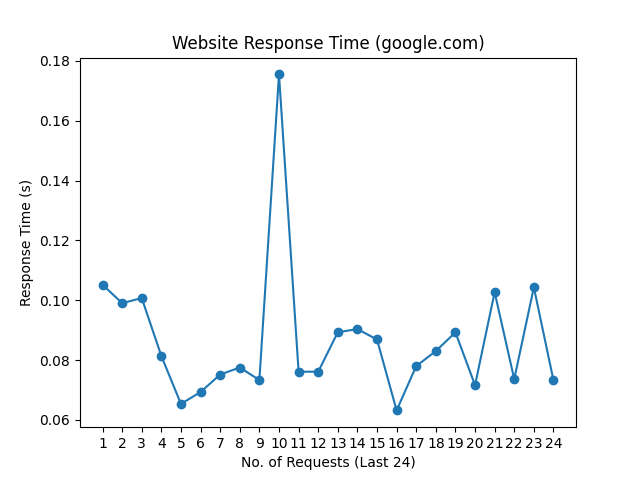 Website Response Time (google.com)
0.18
0.16
0.14
0.12
0.10
0.08
0.06
Response Time (s)
1 2 3 4 5 6 7 8 9 10 11 12 13 14 15 16 17 18 19 20 21 22 23 24
No. of Requests (Last 24)